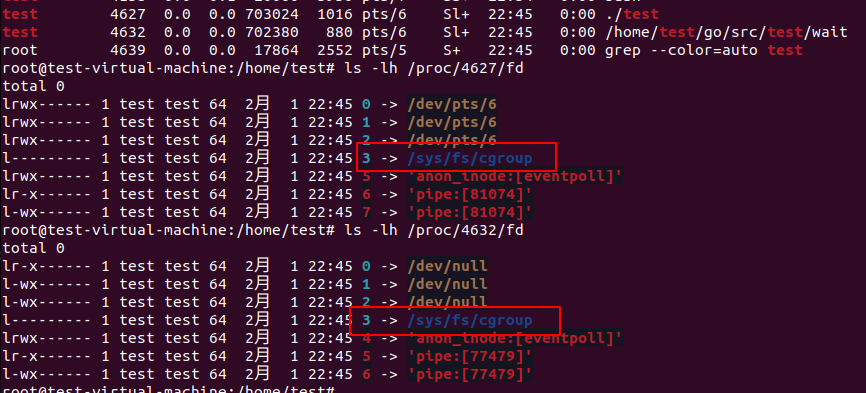 test 4627 0.0 0.0 703024 1016 pts/6 Sl+ 22:45 0:00 ./test
test 4632 0.0 0.0 702380 880 pts/6 Sl+ 22:45 0:00 /home/test/go/src/test/wait
root 4639 0.0 0.0 17864 2552 pts/5 S+ 22:45 0:00 grep --color=auto test
root@test-virtual-machine:/home/test# ls -lh /proc/4627/fd
total 0
lrwx------ 1 test test 64 2月 1 22:45 0 -> /dev/pts/6
lrwx------ 1 test test 64 2月 1 22:45 1 -> /dev/pts/6
lrwx------ 1 test test 64 2月 1 22:45 2 -> /dev/pts/6
l--------- 1 test test 64 2月 1 22:45 3 -> /sys/fs/cgroup
lrwx------ 1 test test 64 2月 1 22:45 5 -> 'anon_inode:[eventpoll]'
lr-x------ 1 test test 64 2月 1 22:45 6 -> 'pipe:[81074]'
l-wx------ 1 test test 64 2月 1 22:45 7 -> 'pipe:[81074]'
root@test-virtual-machine:/home/test# ls -lh /proc/4632/fd
total 0
lr-x------ 1 test test 64 2月 1 22:45 0 -> /dev/null
l-wx------ 1 test test 64 2月 1 22:45 1 -> /dev/null
l-wx------ 1 test test 64 2月 1 22:45 2 -> /dev/null
l--------- 1 test test 64 2月 1 22:45 3 -> /sys/fs/cgroup
lrwx------ 1 test test 64 2月 1 22:45 4 -> 'anon_inode:[eventpoll]'
lr-x------ 1 test test 64 2月 1 22:45 5 -> 'pipe:[77479]'
l-wx------ 1 test test 64 2月 1 22:45 6 -> 'pipe:[77479]'
root@test-virtual-machine:/home/test#